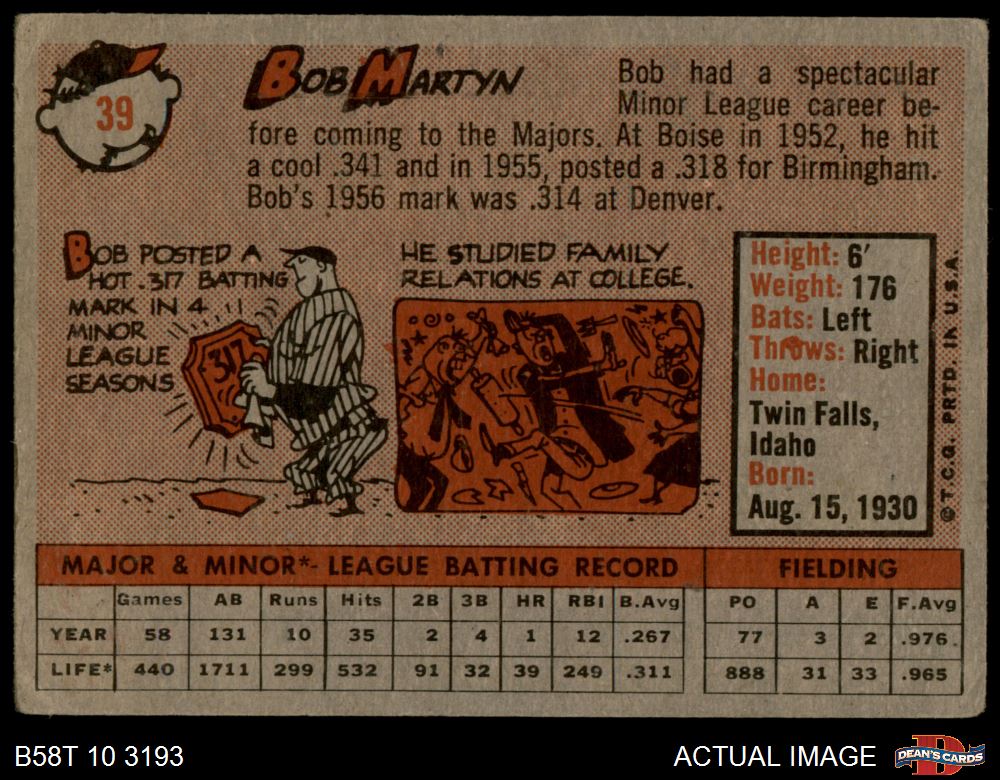 39
BOB MARTYN
Bob had a spectacular
Minor League career be-
fore coming to the Majors. At Boise in 1952, he hit
a cool .341 and in 1955, posted a .318 for Birmingham.
Bob's 1956 mark was .314 at Denver.
BOB POSTED A
HOT .317 BATTING
MARK IN 4
MINOR
LEAGUE
SEASONS
.317
HE STUDIED FAMILY
RELATIONS AT COLLEGE.
Height: 6'
Weight: 176
Bats: Left
Throws: Right
Home:
Twin Falls,
Idaho
Born:
Aug. 15, 1930
©T.C.G. PRTD. IN U.S.A.
MAJOR & MINOR*- LEAGUE BATTING RECORD FIELDING
Games AB Runs Hits 2B 3B HR RBI B.Avg PO A E F.Avg
YEAR 58 131 10 35 2 4 1 12 .267 77 3 2 .976
LIFE* 440 1711 299 532 91 32 39 249 .311 888 31 33 .965
B58T 10 3193
ACTUAL IMAGE
DEAN'S CARDS